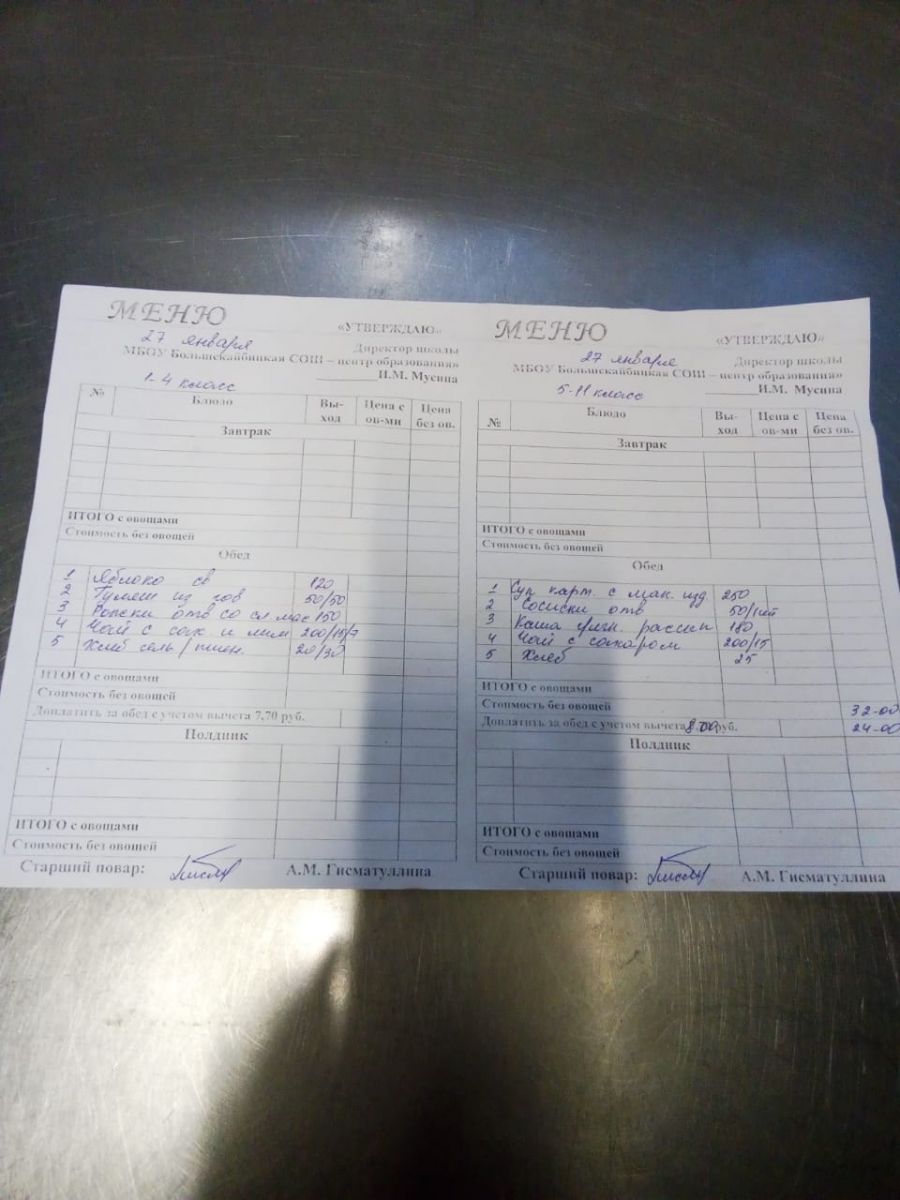 МЕНЮ
«УТВЕРЖДАЮ»
27 января
Директор школы
МБОУ Большекайбицкая СОШ – центр образования»
И.М. Мусина
1-4 класс
№ Блюдо Вы-ход Цена с ов-ми Цена без ов.
Завтрак
ИТОГО с овощами
Стоимость без овощей
Обед
1 Яблоко св 120
2 Гуляш из гов 50/50
3 отв со сл мас 150
4 Чай с сах. и лим 200/15/7
5 Хлеб сель/пшен. 20/30
ИТОГО с овощами
Стоимость без овощей
Доплатить за обед с учетом вычета 7,70 руб.
Полдник
ИТОГО с овощами
Стоимость без овощей
Старший повар: А.М. Гисматуллина
МЕНЮ
«УТВЕРЖДАЮ»
27 января
Директор школы
МБОУ Большекайбицкая СОШ – центр образования»
И.М. Мусина
5-11 класс
№ Блюдо Вы-ход Цена с ов-ми Цена без ов.
Завтрак
ИТОГО с овощами
Стоимость без овощей
Обед
1 Суп карт. с мак. изд. 250
2 Сосиски отв 50/
3 Каша рассып 180
4 Чай с сахаром 200/15
5 Хлеб 25
ИТОГО с овощами
Стоимость без овощей 32-00
Доплатить за обед с учетом вычета 8.00 руб. 24-00
Полдник
ИТОГО с овощами
Стоимость без овощей
Старший повар: А.М. Гисматуллина